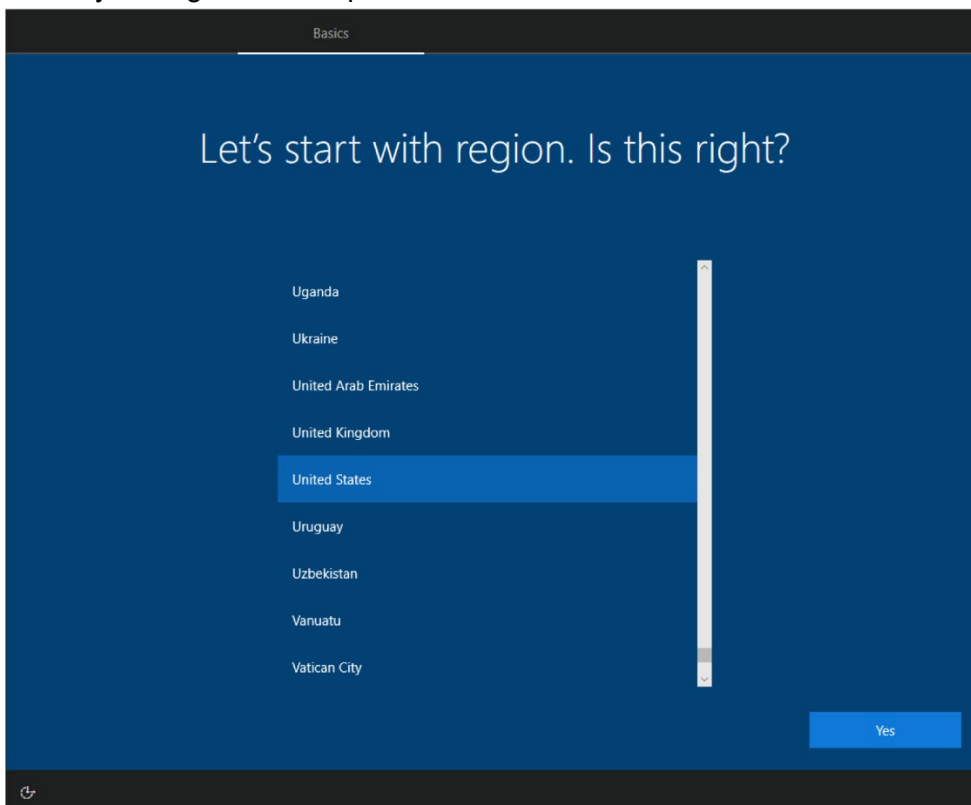 Basics
Let's start with region. Is this right?
Uganda
Ukraine
United Arab Emirates
United Kingdom
United States
Uruguay
Uzbekistan
Vanuatu
Vatican City
Yes